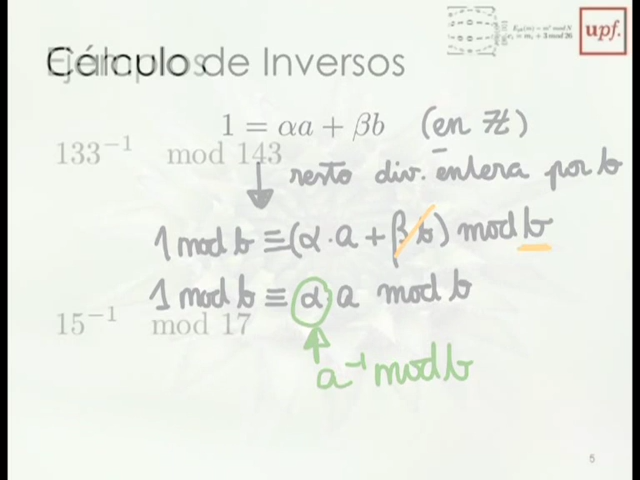 Cálculo de Inversos
Ejemplos
upf.
1 = αa + βb (en ℤ)
133⁻¹ mod 143
resto div. entera por b
1 mod b ≡ (α · a + β b) mod b
1 mod b ≡ α a mod b
15⁻¹ mod 17
a⁻¹ mod b
5